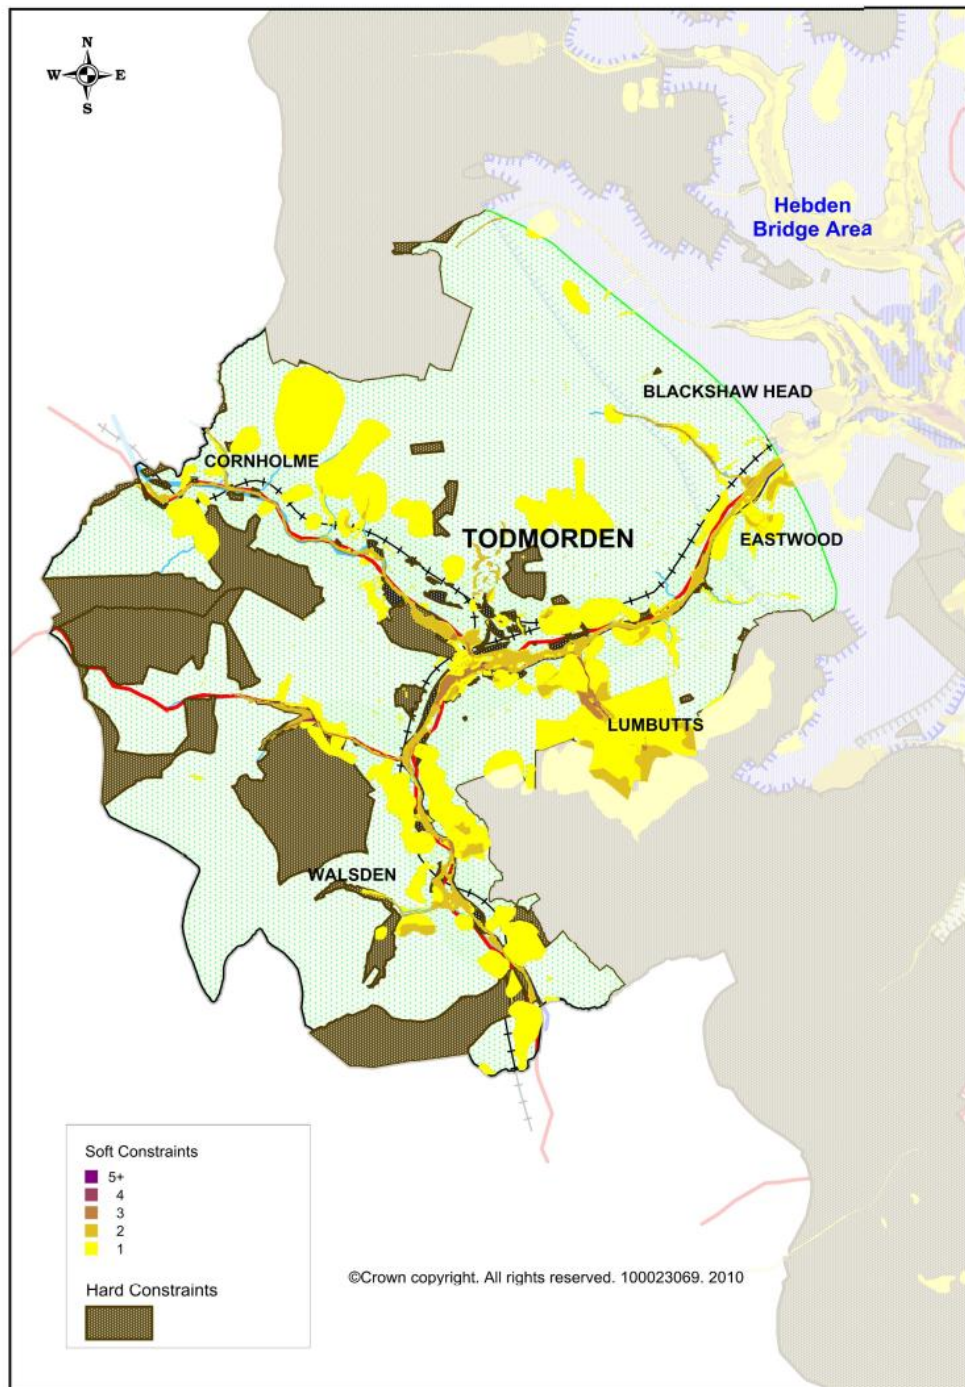 N
W E
S
Hebden
Bridge Area
BLACKSHAW HEAD
CORNHOLME
TODMORDEN
EASTWOOD
LUMBUTTS
WALSDEN
Soft Constraints
5+
4
3
2
1
Hard Constraints
©Crown copyright. All rights reserved. 100023069. 2010